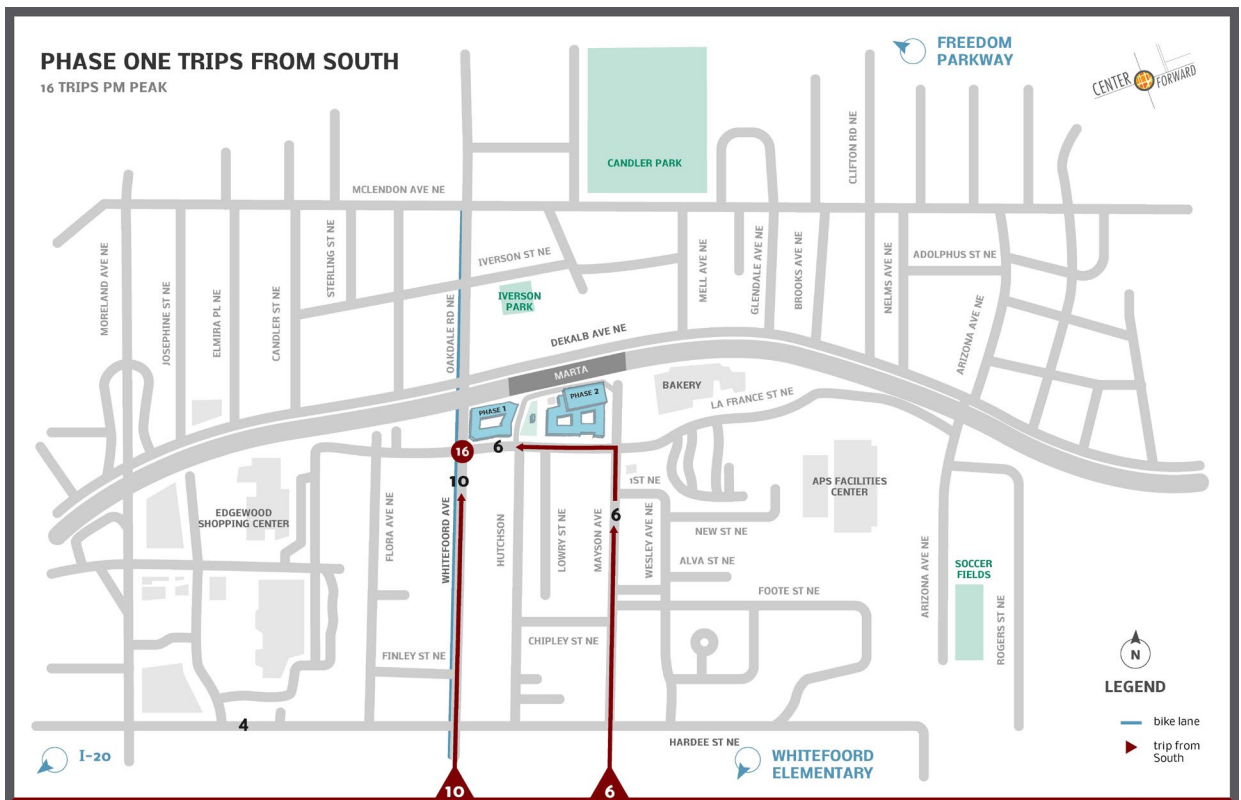 PHASE ONE TRIPS FROM SOUTH
16 TRIPS PM PEAK
FREEDOM
PARKWAY
CENTER
FORWARD
CANDLER PARK
CLIFTON RD NE
MCLENDON AVE NE
MORELAND AVE NE
JOSEPHINE ST NE
ELMIRA PL NE
CANDLER ST NE
STERLING ST NE
OAKDALE RD NE
IVERSON ST NE
IVERSON
PARK
MELL AVE NE
GLENDALE AVE NE
BROOKS AVE NE
NELMS AVE NE
ADOLPHUS ST NE
ARIZONA AVE NE
DEKALB AVE NE
MARTA
BAKERY
LA FRANCE ST NE
PHASE 1
PHASE 2
16
6
10
6
1ST NE
APS FACILITIES
CENTER
EDGEWOOD
SHOPPING CENTER
FLORA AVE NE
WHITEFOORD AVE
HUTCHSON
LOWRY ST NE
MAYSON AVE
WESLEY AVE NE
NEW ST NE
ALVA ST NE
FOOTE ST NE
ARIZONA AVE NE
SOCCER
FIELDS
ROGERS ST NE
CHIPLEY ST NE
FINLEY ST NE
N
LEGEND
bike lane
trip from
South
4
HARDEE ST NE
I-20
WHITEFOORD
ELEMENTARY
10
6